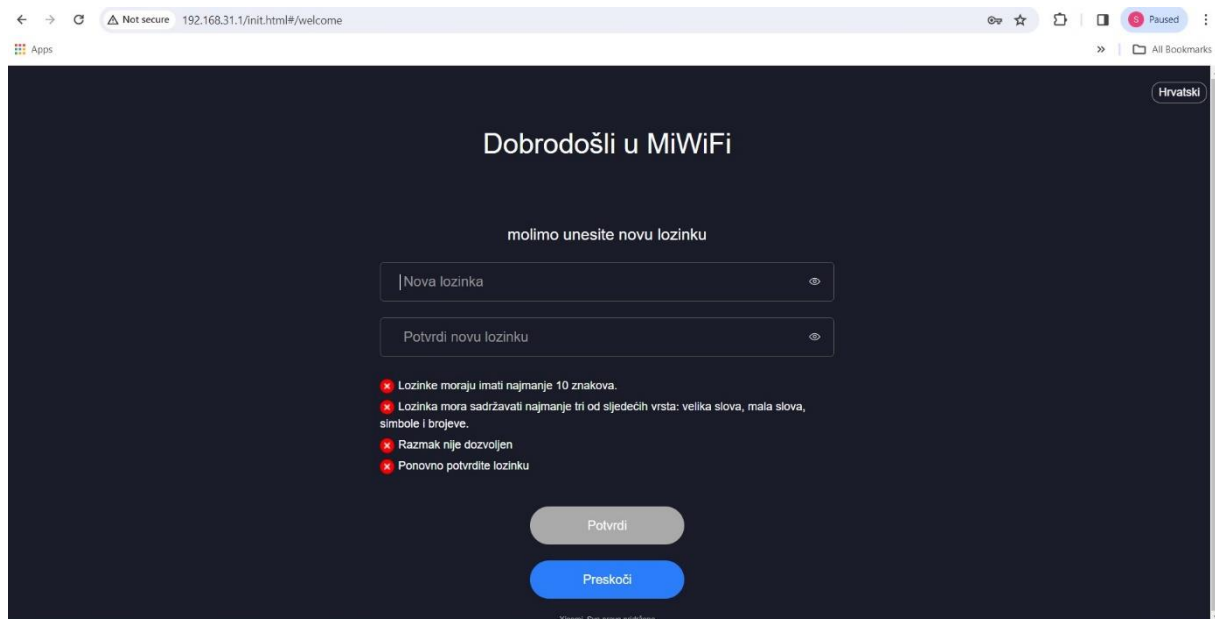 Not secure 192.168.31.1/init.html#/welcome
S Paused
Apps
» All Bookmarks
Hrvatski
Dobrodošli u MiWiFi
molimo unesite novu lozinku
Nova lozinka
Potvrdi novu lozinku
Lozinke moraju imati najmanje 10 znakova.
Lozinka mora sadržavati najmanje tri od sljedećih vrsta: velika slova, mala slova,
simbole i brojeve.
Razmak nije dozvoljen
Ponovno potvrdite lozinku
Potvrdi
Preskoči